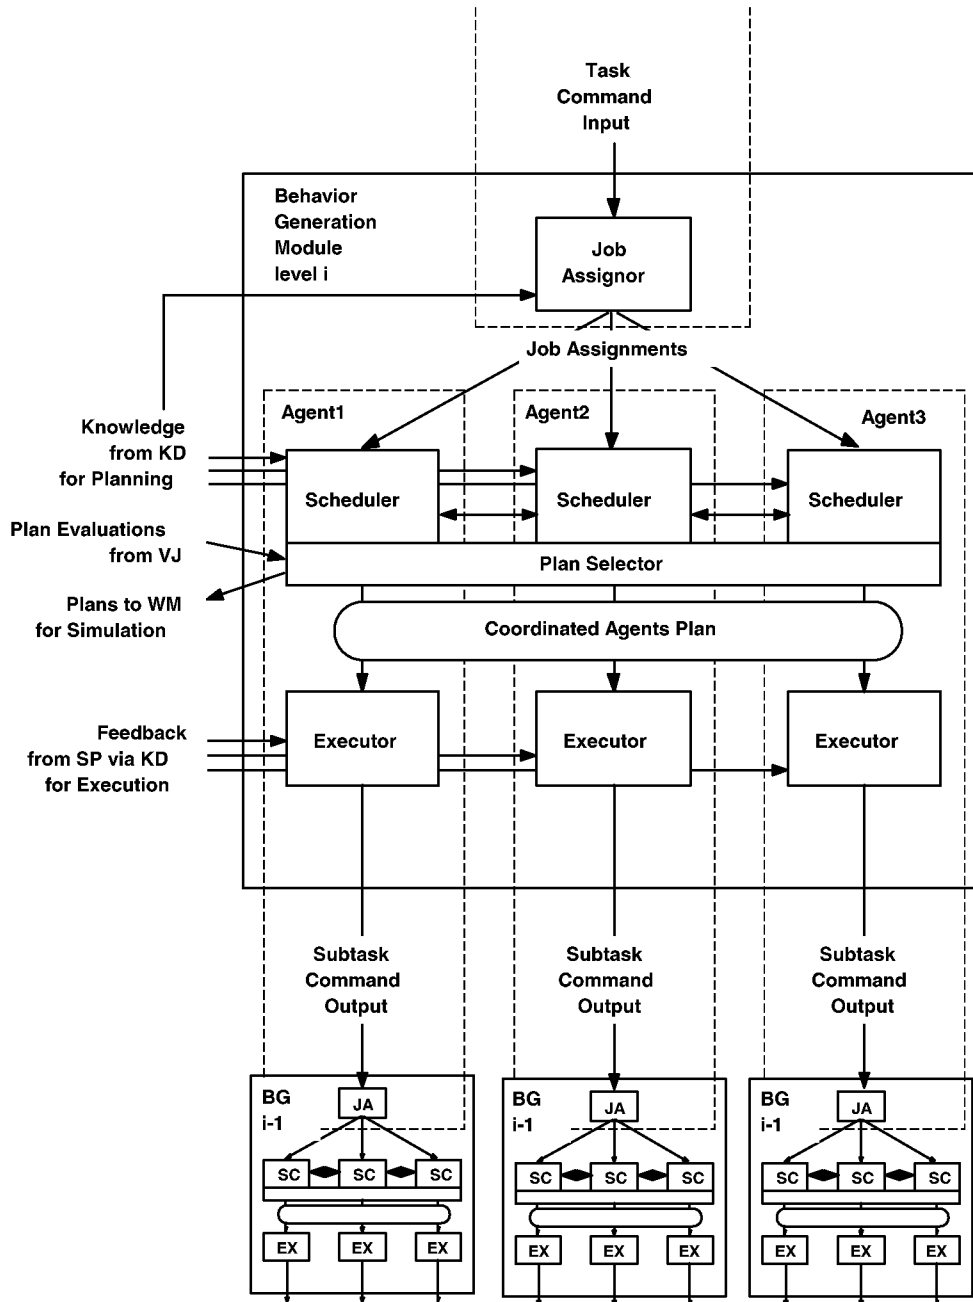 Task
Command
Input
Behavior
Generation
Module
level i
Job
Assignor
Job Assignments
Agent1
Agent2
Agent3
Knowledge
from KD
for Planning
Scheduler
Scheduler
Scheduler
Plan Evaluations
from VJ
Plan Selector
Plans to WM
for Simulation
Coordinated Agents Plan
Feedback
from SP via KD
for Execution
Executor
Executor
Executor
Subtask
Command
Output
Subtask
Command
Output
Subtask
Command
Output
BG
i-1
JA
SC
SC
SC
EX
EX
EX
BG
i-1
JA
SC
SC
SC
EX
EX
EX
BG
i-1
JA
SC
SC
SC
EX
EX
EX